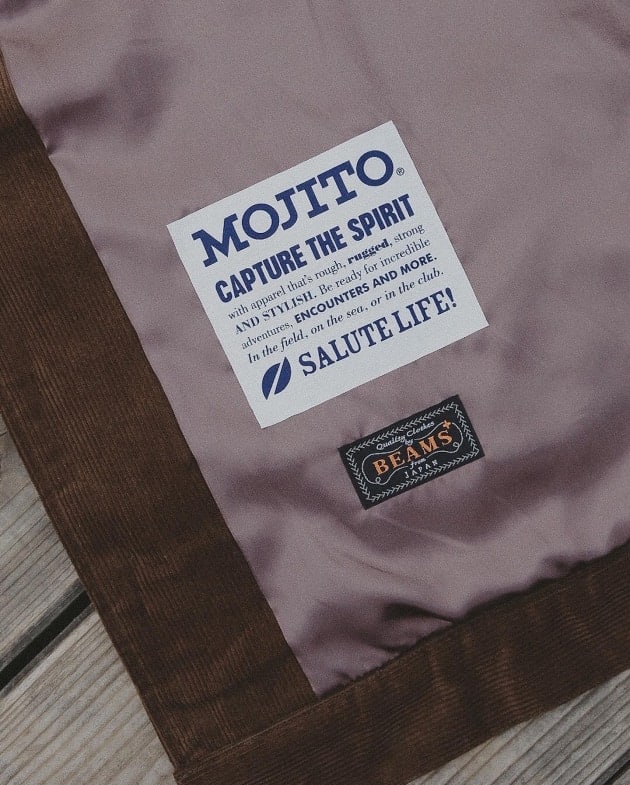 MOJITO®
CAPTURE THE SPIRIT
with apparel that's rough, rugged, strong
AND STYLISH. Be ready for incredible
adventures, ENCOUNTERS AND MORE.
In the field, on the sea, or in the club.
SALUTE LIFE!
Quality Clothes
by
BEAMS+
from
JAPAN